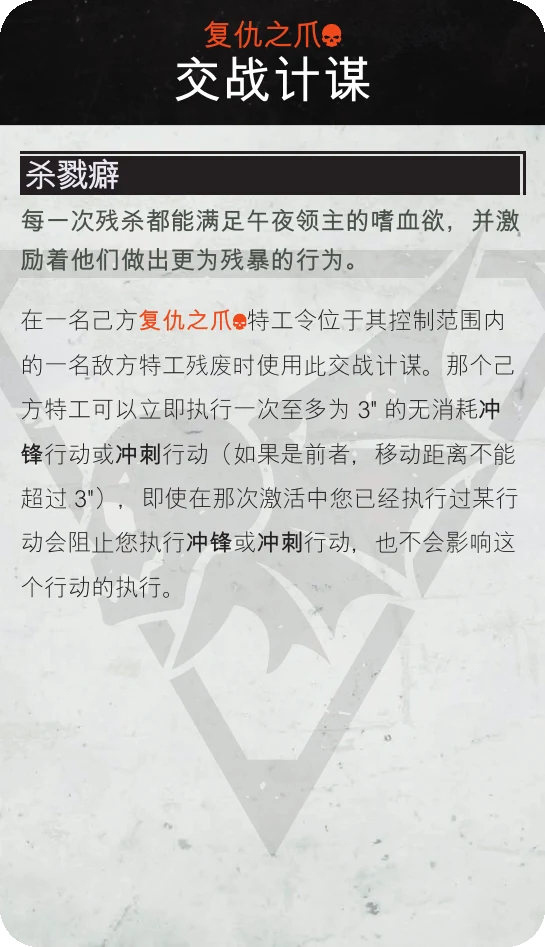 复仇之爪
交战计谋
杀戮癖
每一次残杀都能满足午夜领主的嗜血欲，并激
励着他们做出更为残暴的行为。
在一名己方复仇之爪特工令位于其控制范围内
的一名敌方特工残废时使用此交战计谋。那个己
方特工可以立即执行一次至多为 3" 的无消耗冲
锋行动或冲刺行动（如果是前者，移动距离不能
超过 3"），即使在那次激活中您已经执行过某行
动会阻止您执行冲锋或冲刺行动，也不会影响这
个行动的执行。